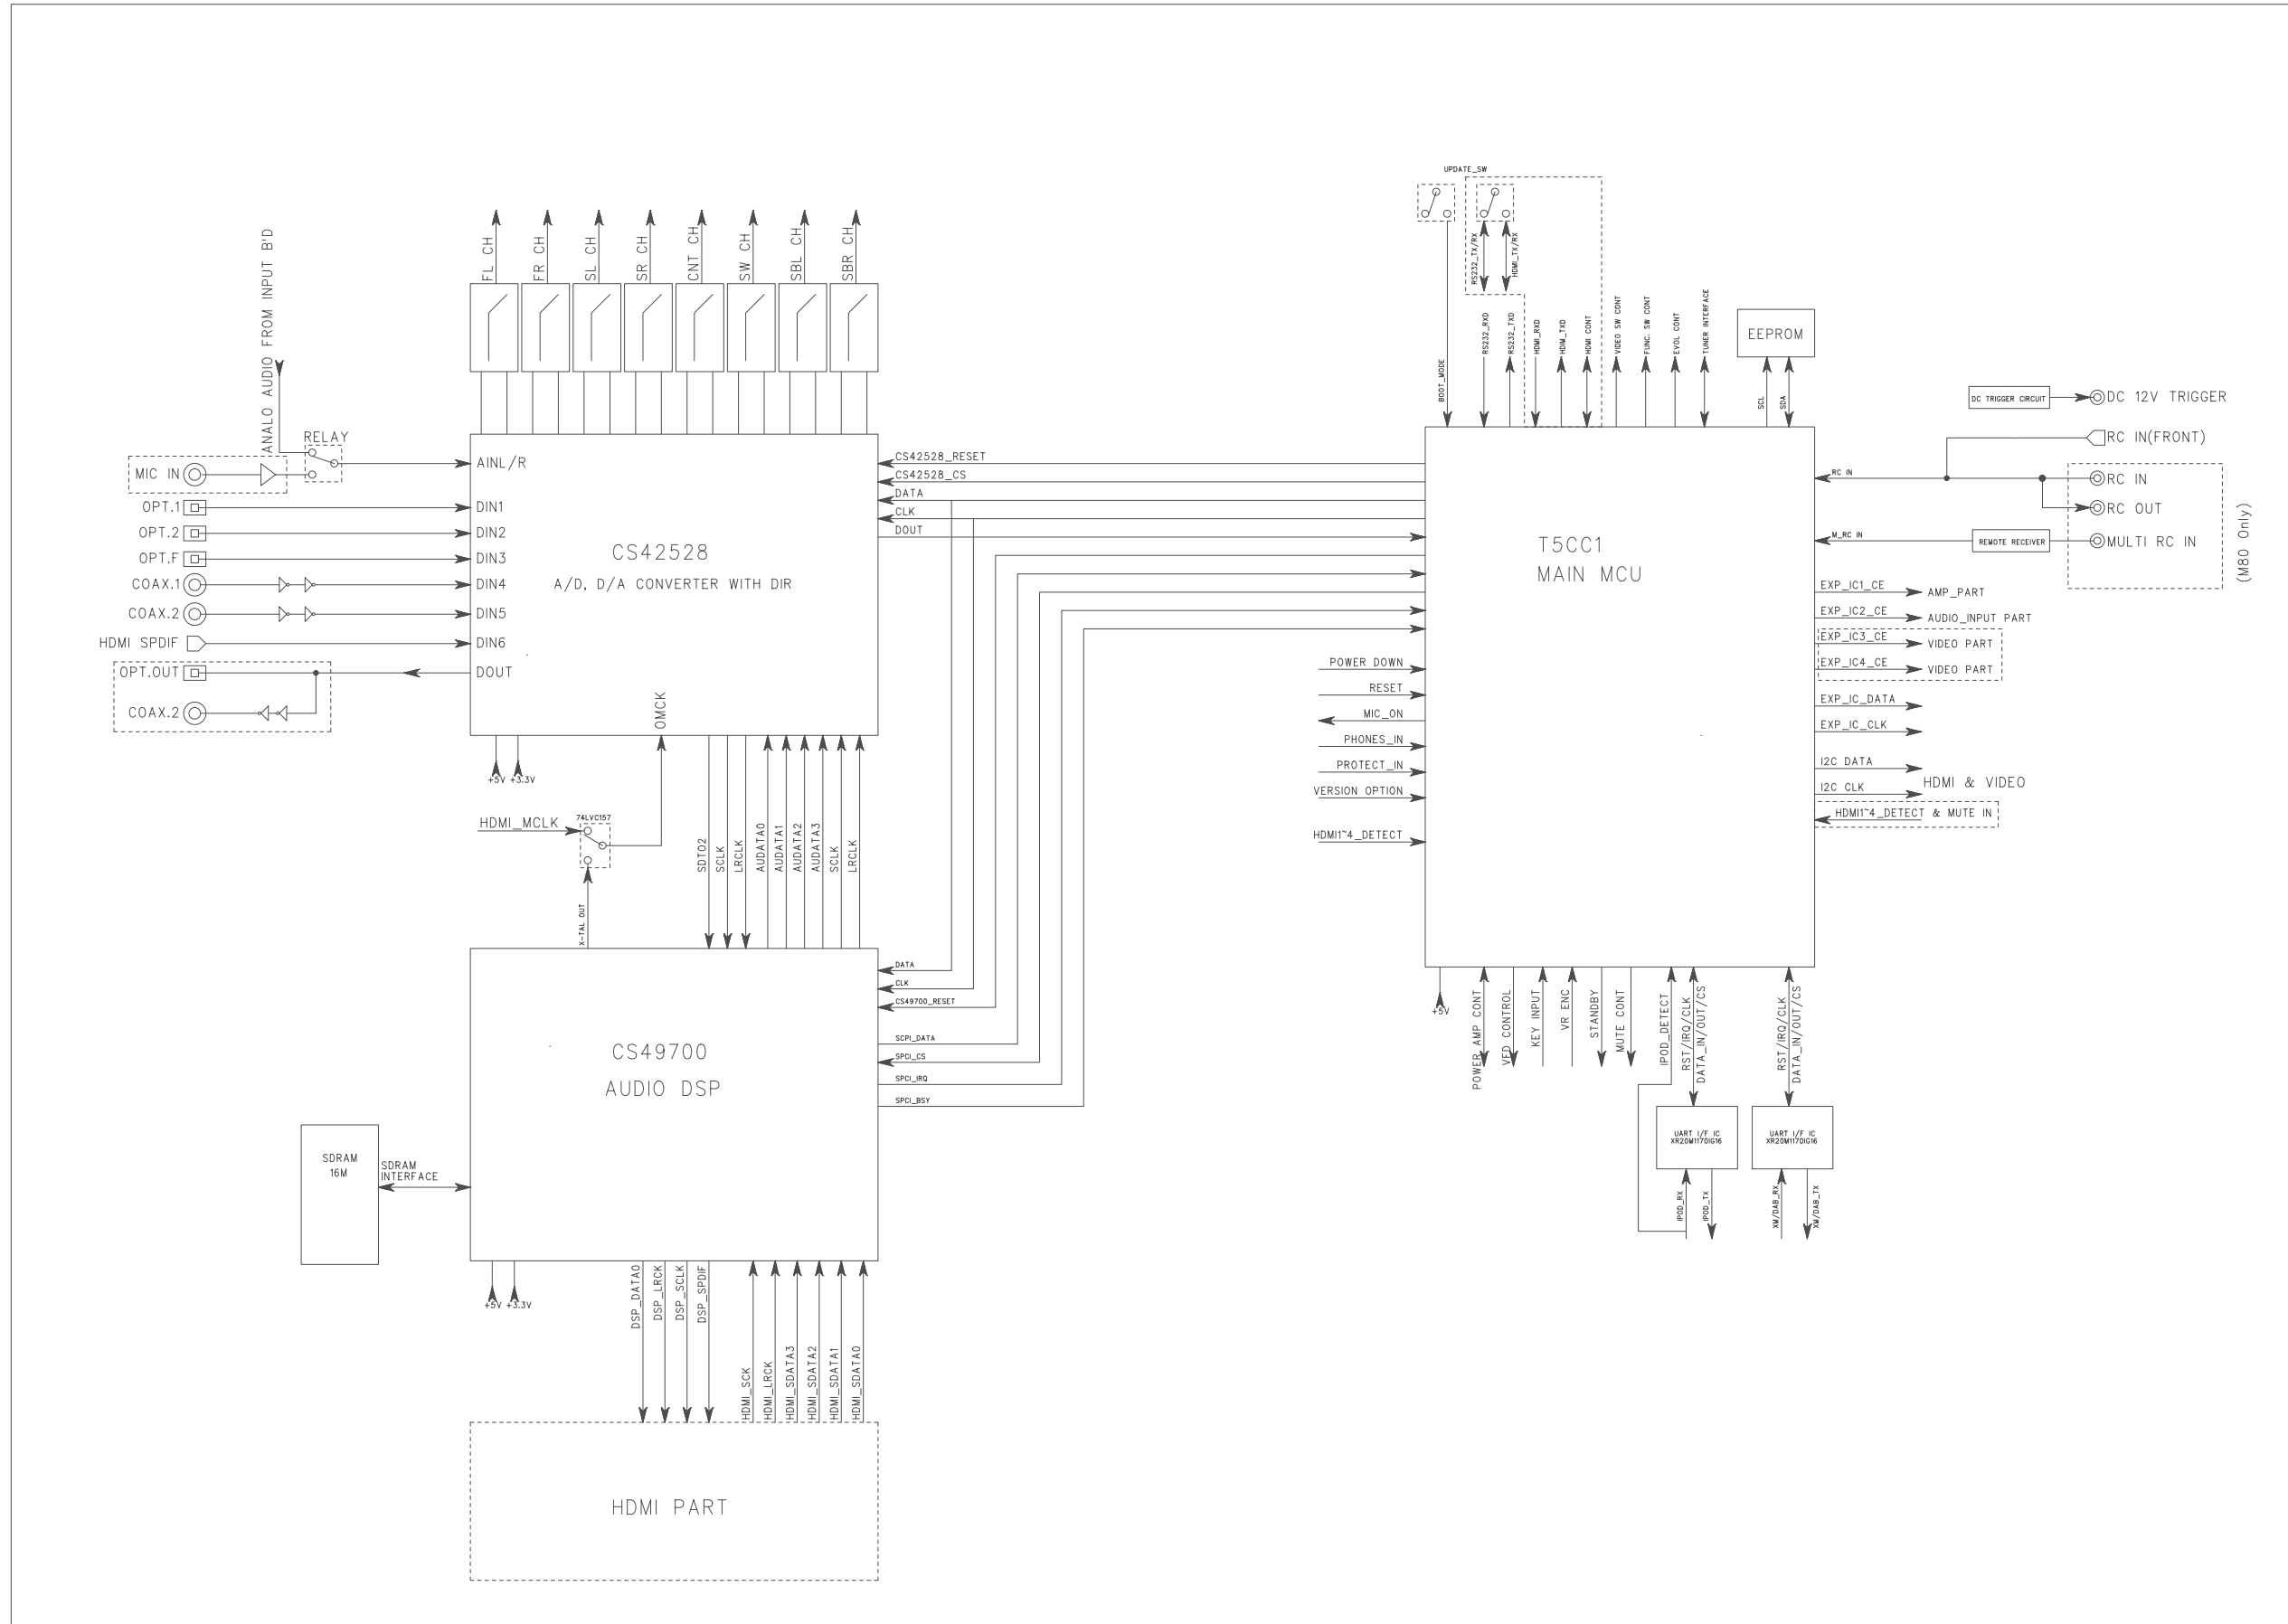 UPDATE_SW
ANALO AUDIO FROM INPUT B'D
FL CH
FR CH
SL CH
SR CH
CNT CH
SW CH
SBL CH
SBR CH
RELAY
MIC IN
OPT.1
OPT.2
OPT.F
COAX.1
COAX.2
HDMI SPDIF
OPT.OUT
COAX.2
AINL/R
DIN1
DIN2
DIN3
DIN4
DIN5
DIN6
DOUT
CS42528
A/D, D/A CONVERTER WITH DIR
OMCK
+5V
+3.3V
HDMI_MCLK
74LVC157
X-TAL OUT
SDTO2
SCLK
LRCLK
AUDATA0
AUDATA1
AUDATA2
AUDATA3
SCLK
LRCLK
CS42528_RESET
CS42528_CS
DATA
CLK
DOUT
DATA
CLK
CS49700_RESET
SCPI_DATA
SPCI_CS
SPCI_IRQ
SPCI_BSY
CS49700
AUDIO DSP
SDRAM
16M
SDRAM
INTERFACE
+5V
+3.3V
DSP_DATA0
DSP_LRCK
DSP_SCLK
DSP_SPDIF
HDMI_SCK
HDMI_LRCK
HDMI_SDATA3
HDMI_SDATA2
HDMI_SDATA1
HDMI_SDATA0
HDMI PART
RS232_TX/RX
HDMI_TX/RX
BOOT_MODE
RS232_RXD
RS232_TXD
HDMI_RXD
HDIM_TXD
HDMI CONT
VIDEO SW CONT
FUNC. SW CONT
EVOL CONT
TUNER INTERFACE
EEPROM
SCL
SDA
T5CC1
MAIN MCU
POWER DOWN
RESET
MIC_ON
PHONES_IN
PROTECT_IN
VERSION OPTION
HDMI1~4_DETECT
DC TRIGGER CIRCUIT
DC 12V TRIGGER
RC IN(FRONT)
RC IN
RC IN
RC OUT
M_RC IN
REMOTE RECEIVER
MULTI RC IN
(M80 Only)
EXP_IC1_CE
AMP_PART
EXP_IC2_CE
AUDIO_INPUT PART
EXP_IC3_CE
VIDEO PART
EXP_IC4_CE
VIDEO PART
EXP_IC_DATA
EXP_IC_CLK
I2C DATA
I2C CLK
HDMI & VIDEO
HDMI1~4_DETECT & MUTE IN
+5V
POWER AMP CONT
VFD CONTROL
KEY INPUT
VR ENC
STANDBY
MUTE CONT
IPOD_DETECT
RST/IRQ/CLK
DATA_IN/OUT/CS
RST/IRQ/CLK
DATA_IN/OUT/CS
UART I/F IC
XR20M1170IG16
UART I/F IC
XR20M1170IG16
IPOD_RX
IPOD_TX
XM/DAB_RX
XM/DAB_TX